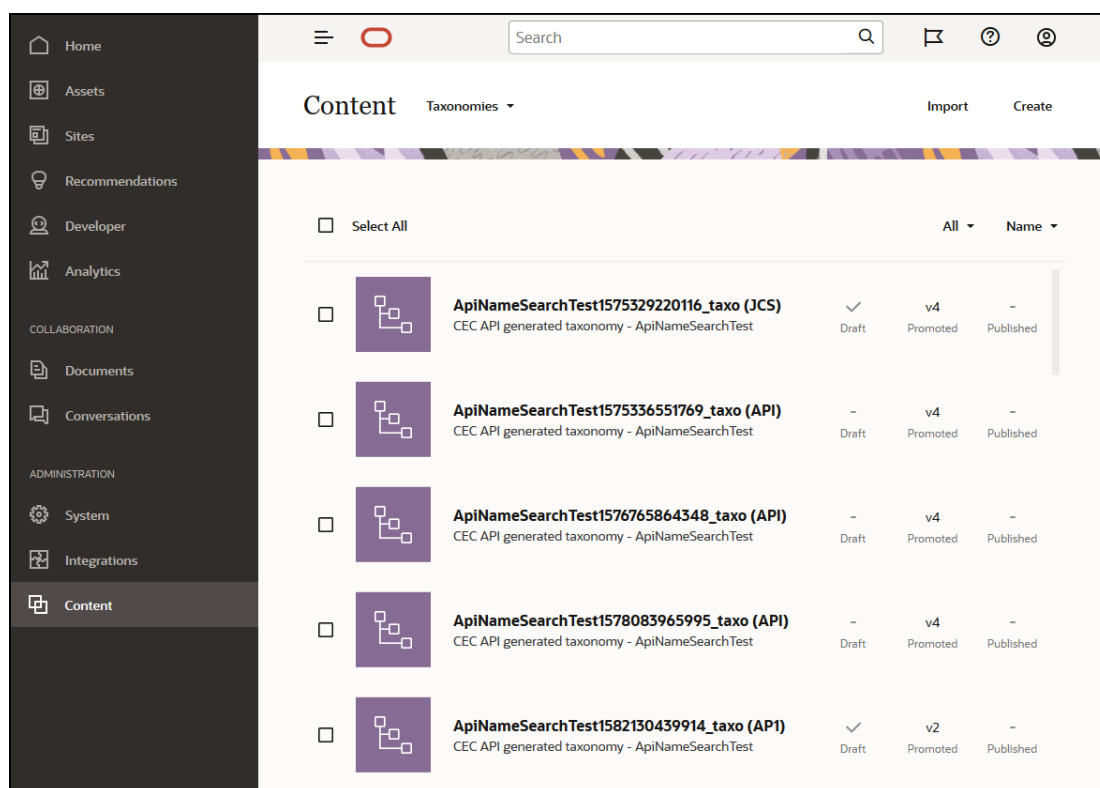 Home
Assets
Sites
Recommendations
Developer
Analytics
COLLABORATION
Documents
Conversations
ADMINISTRATION
System
Integrations
Content
Search
Content Taxonomies Import Create
Select All All Name
ApiNameSearchTest1575329220116_taxo (JCS)
CEC API generated taxonomy - ApiNameSearchTest
v4
Draft Promoted Published
ApiNameSearchTest1575336551769_taxo (API)
CEC API generated taxonomy - ApiNameSearchTest
- v4 -
Draft Promoted Published
ApiNameSearchTest1576765864348_taxo (API)
CEC API generated taxonomy - ApiNameSearchTest
- v4 -
Draft Promoted Published
ApiNameSearchTest1578083965995_taxo (API)
CEC API generated taxonomy - ApiNameSearchTest
- v4 -
Draft Promoted Published
ApiNameSearchTest1582130439914_taxo (AP1)
CEC API generated taxonomy - ApiNameSearchTest
v2 -
Draft Promoted Published